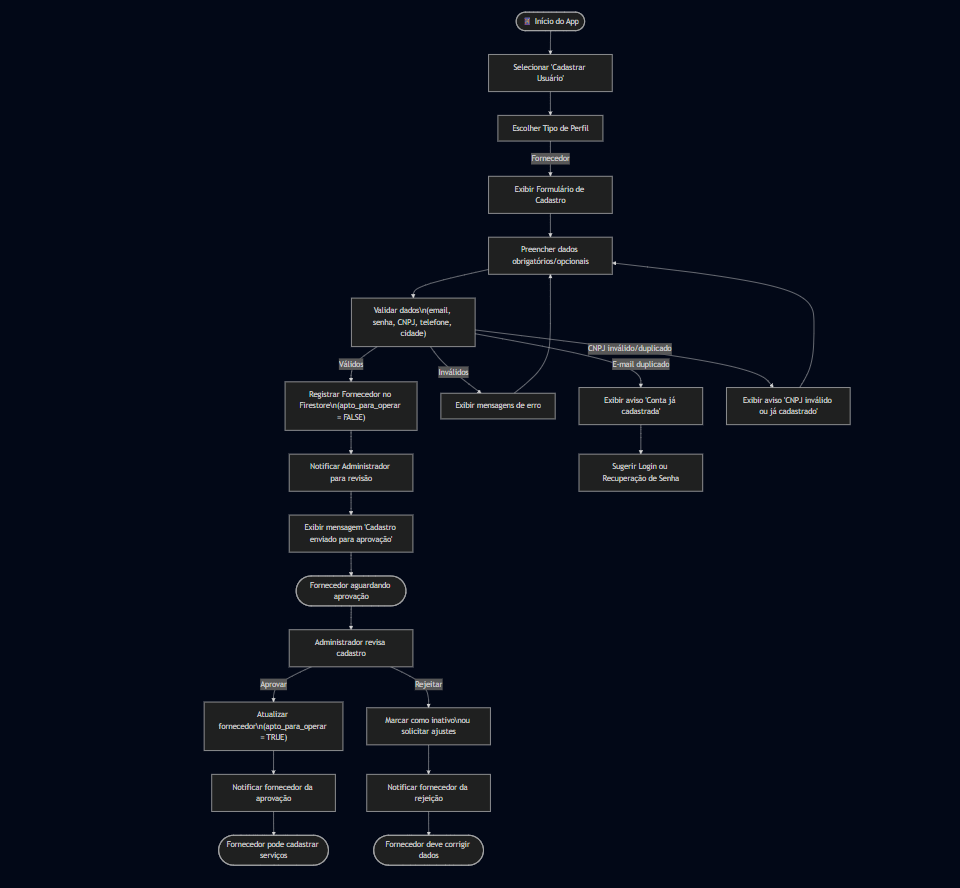 Início do App
Selecionar 'Cadastrar
Usuário'
Escolher Tipo de Perfil
Fornecedor
Exibir Formulário de
Cadastro
Preencher dados
obrigatórios/opcionais
Validar dados\n(email,
senha, CNPJ, telefone,
cidade)
CNPJ inválido/duplicado
E-mail duplicado
Válidos
Inválidos
Registrar Fornecedor no
Firestore\n(apto_para_operar
= FALSE)
Exibir mensagens de erro
Exibir aviso 'Conta já
cadastrada'
Exibir aviso 'CNPJ inválido
ou já cadastrado'
Notificar Administrador
para revisão
Sugerir Login ou
Recuperação de Senha
Exibir mensagem 'Cadastro
enviado para aprovação'
Fornecedor aguardando
aprovação
Administrador revisa
cadastro
Aprovar
Rejeitar
Atualizar
fornecedor\n(apto_para_operar
= TRUE)
Marcar como inativo\nou
solicitar ajustes
Notificar fornecedor da
aprovação
Notificar fornecedor da
rejeição
Fornecedor pode cadastrar
serviços
Fornecedor deve corrigir
dados